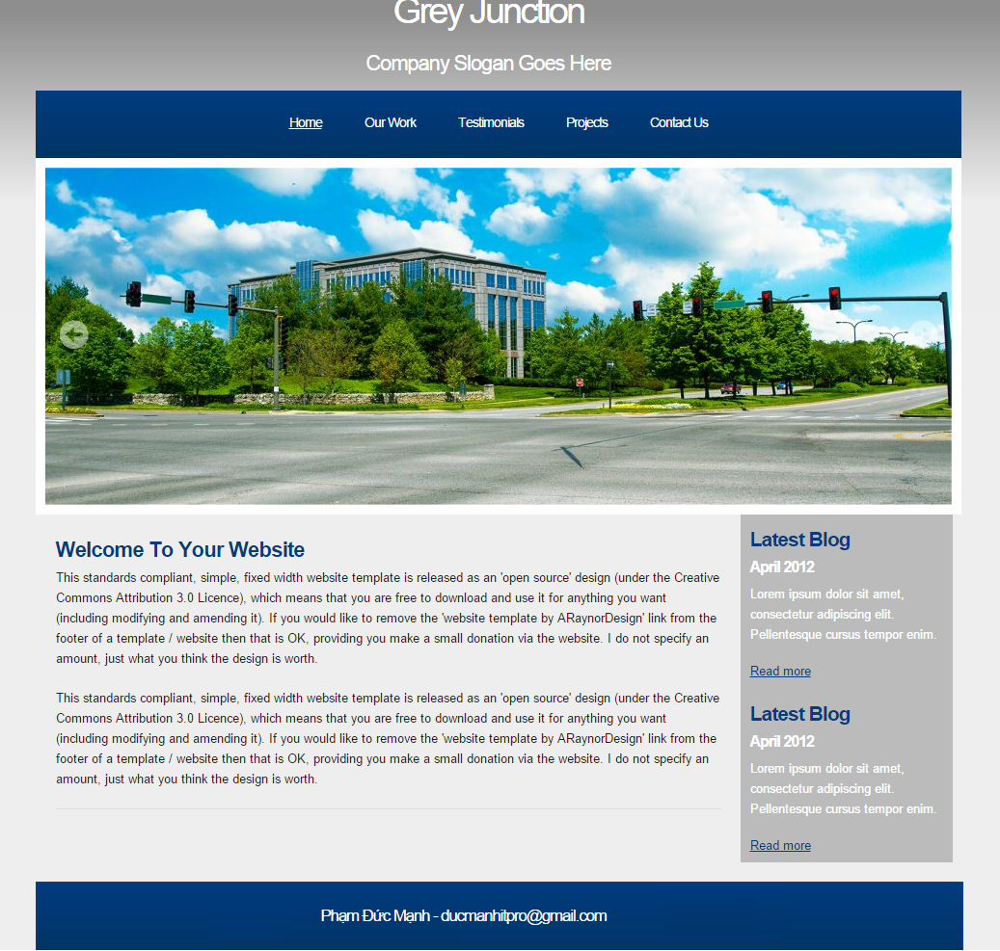 Grey Junction
Company Slogan Goes Here
Home Our Work Testimonials Projects Contact Us
Welcome To Your Website
This standards compliant, simple, fixed width website template is released as an 'open source' design (under the Creative
Commons Attribution 3.0 Licence), which means that you are free to download and use it for anything you want
(including modifying and amending it). If you would like to remove the 'website template by ARaynorDesign' link from the
footer of a template / website then that is OK, providing you make a small donation via the website. I do not specify an
amount, just what you think the design is worth.
This standards compliant, simple, fixed width website template is released as an 'open source' design (under the Creative
Commons Attribution 3.0 Licence), which means that you are free to download and use it for anything you want
(including modifying and amending it). If you would like to remove the 'website template by ARaynorDesign' link from the
footer of a template / website then that is OK, providing you make a small donation via the website. I do not specify an
amount, just what you think the design is worth.
Latest Blog
April 2012
Lorem ipsum dolor sit amet,
consectetur adipiscing elit.
Pellentesque cursus tempor enim.
Read more
Latest Blog
April 2012
Lorem ipsum dolor sit amet,
consectetur adipiscing elit.
Pellentesque cursus tempor enim.
Read more
Phạm Đức Mạnh - ducmanhitpro@gmail.com